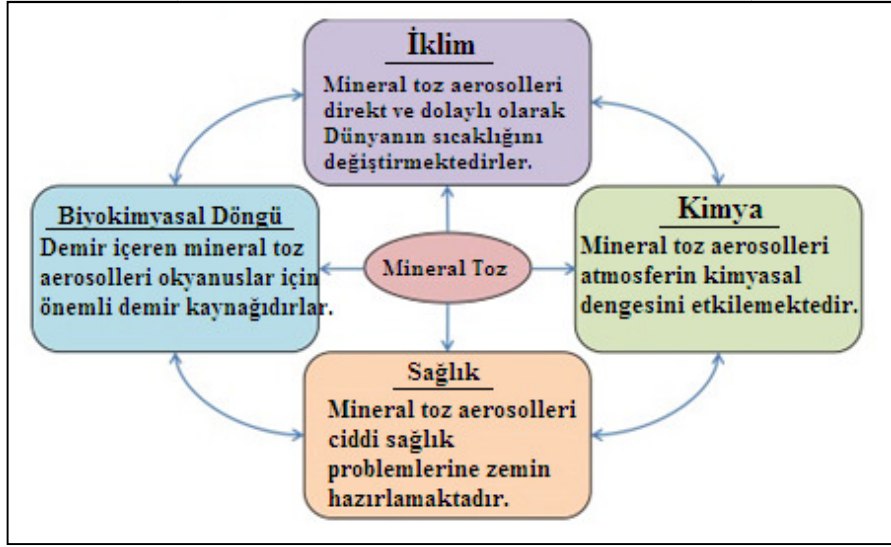 İklim
Mineral toz aerosolleri
direkt ve dolaylı olarak
Dünyanın sıcaklığını
değiştirmektedirler.
Biyokimyasal Döngü
Demir içeren mineral toz
aerosolleri okyanuslar için
önemli demir kaynağıdırlar.
Mineral Toz
Kimya
Mineral toz aerosolleri
atmosferin kimyasal
dengesini etkilemektedir.
Sağlık
Mineral toz aerosolleri
ciddi sağlık
problemlerine zemin
hazırlamaktadır.